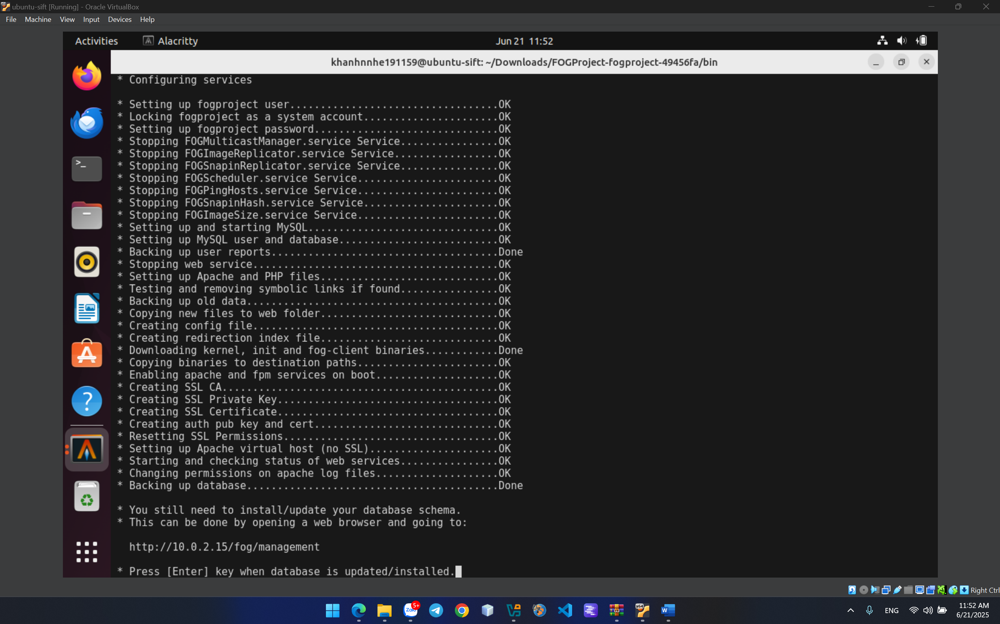 ubuntu-sift [Running] - Oracle VirtualBox
File Machine View Input Devices Help
Activities Alacritty Jun 21 11:52
khanhnnhe191159@ubuntu-sift: ~/Downloads/FOGProject-fogproject-49456fa/bin
* Configuring services
* Setting up fogproject user..................................OK
* Locking fogproject as a system account......................OK
* Setting up fogproject password..............................OK
* Stopping FOGMulticastManager.service Service................OK
* Stopping FOGImageReplicator.service Service.................OK
* Stopping FOGSnapinReplicator.service Service................OK
* Stopping FOGScheduler.service Service.......................OK
* Stopping FOGPingHosts.service Service.......................OK
* Stopping FOGSnapinHash.service Service......................OK
* Stopping FOGImageSize.service Service.......................OK
* Setting up and starting MySQL...............................OK
* Setting up MySQL user and database..........................OK
* Backing up user reports.....................................Done
* Stopping web service........................................OK
* Setting up Apache and PHP files.............................OK
* Testing and removing symbolic links if found................OK
* Backing up old data.........................................OK
* Copying new files to web folder.............................OK
* Creating config file........................................OK
* Creating redirection index file.............................OK
* Downloading kernel, init and fog-client binaries............Done
* Copying binaries to destination paths.......................OK
* Enabling apache and fpm services on boot....................OK
* Creating SSL CA.............................................OK
* Creating SSL Private Key....................................OK
* Creating SSL Certificate....................................OK
* Creating auth pub key and cert..............................OK
* Resetting SSL Permissions...................................OK
* Setting up Apache virtual host (no SSL).....................OK
* Starting and checking status of web services................OK
* Changing permissions on apache log files....................OK
* Backing up database.........................................Done
* You still need to install/update your database schema.
* This can be done by opening a web browser and going to:
http://10.0.2.15/fog/management
* Press [Enter] key when database is updated/installed.
Right Ctrl
Zalo 5+
x64
W
ENG
11:52 AM
6/21/2025